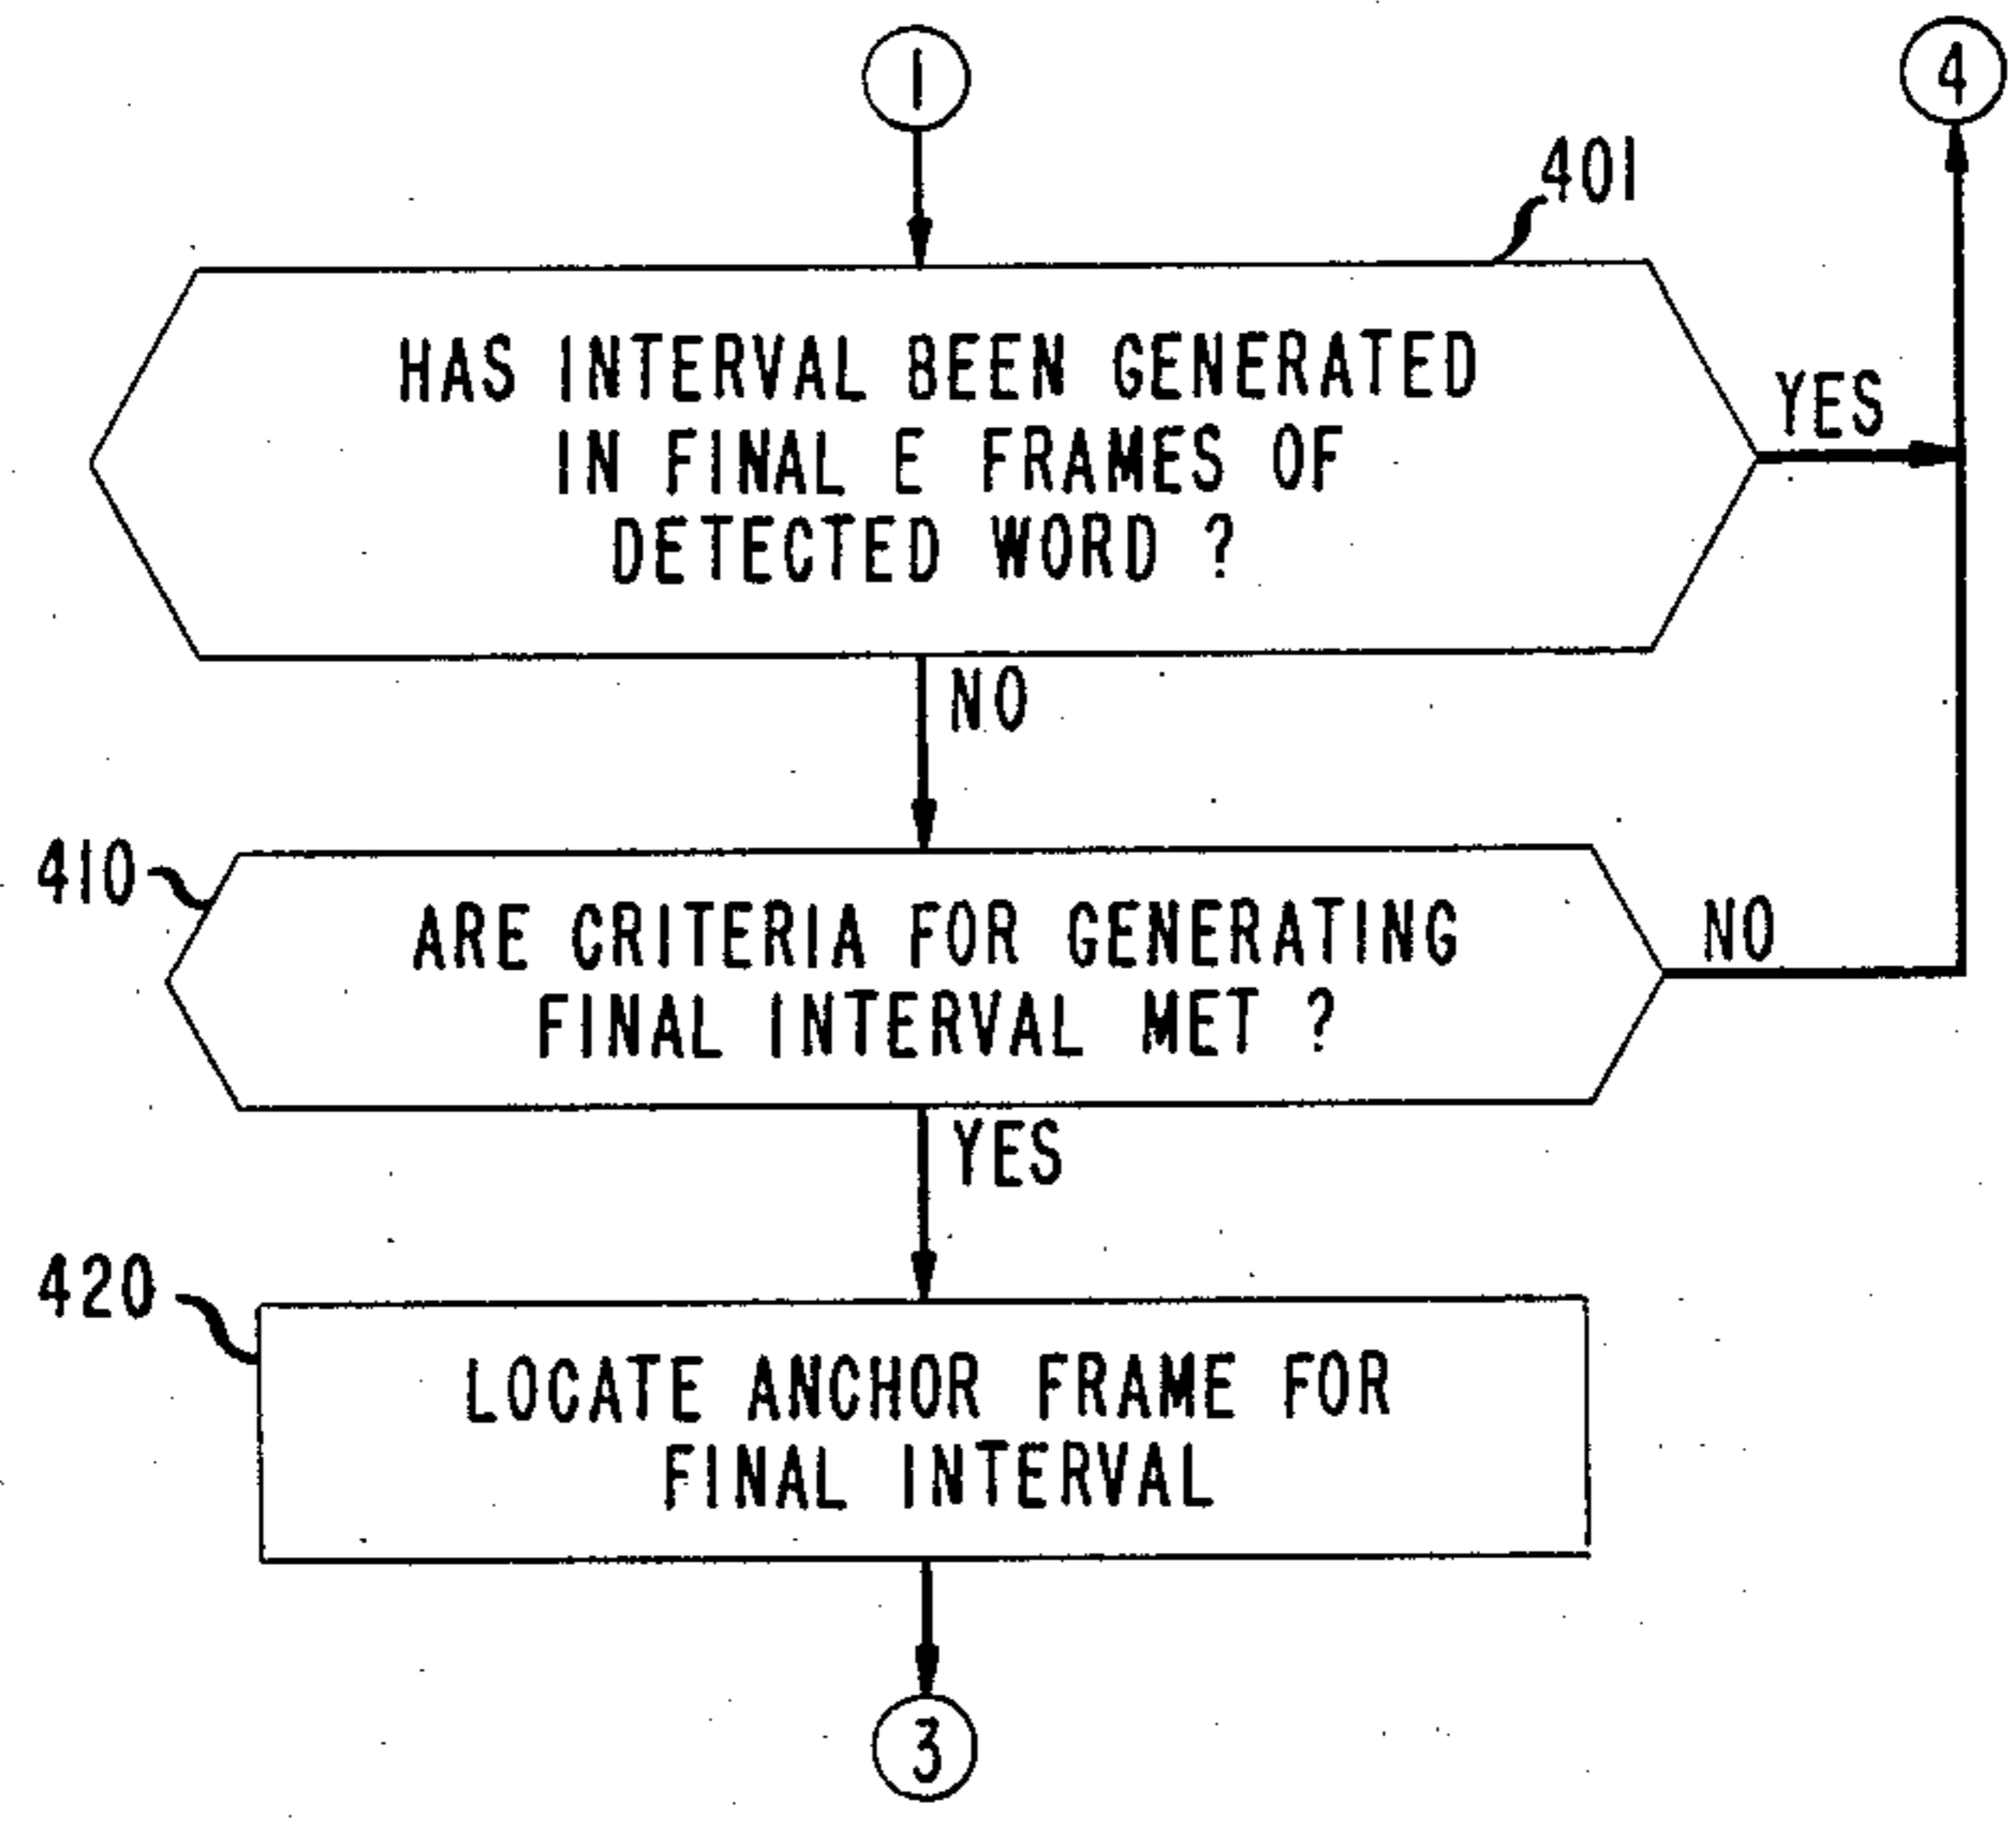 1
4
401
HAS INTERVAL BEEN GENERATED
IN FINAL E FRAMES OF
DETECTED WORD ?
YES
NO
410
ARE CRITERIA FOR GENERATING
FINAL INTERVAL MET ?
NO
YES
420
LOCATE ANCHOR FRAME FOR
FINAL INTERVAL
3